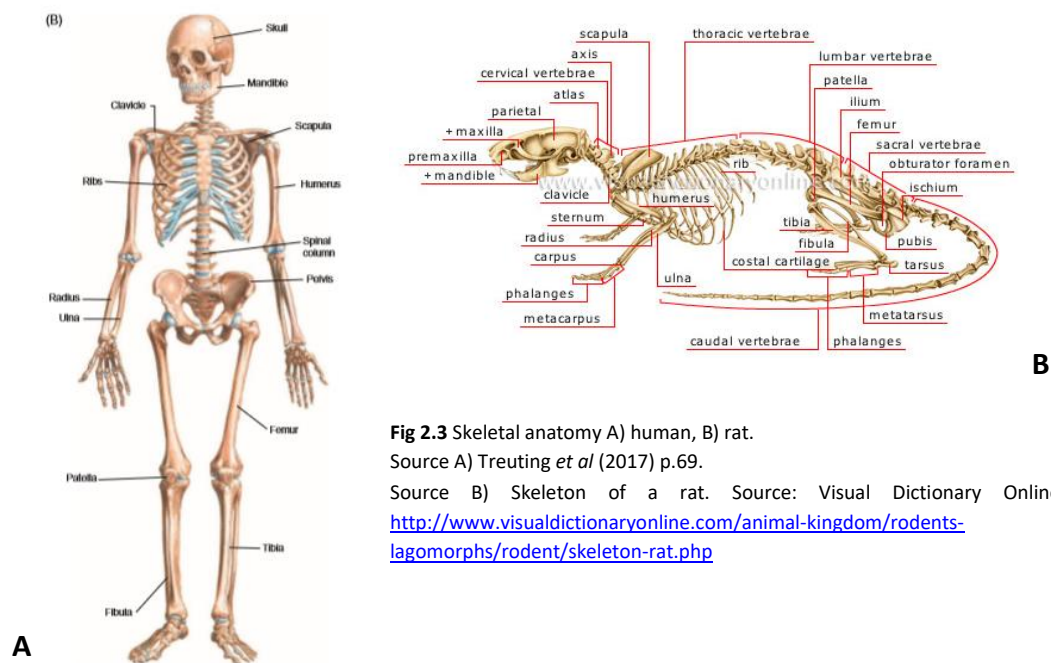 (B)
Skull
Mandible
Clavicle
Scapula
Ribs
Humerus
Spinal
column
Polvis
Radius
Ulna
Femur
Patella
Tibia
Fibula
A
scapula
thoracic vertebrae
axis
lumbar vertebrae
cervical vertebrae
patella
atlas
ilium
parietal
femur
+ maxilla
sacral vertebrae
premaxilla
obturator foramen
+ mandible
rib
ischium
clavicle
humerus
sternum
tibia
radius
fibula
pubis
carpus
costal cartilage
tarsus
phalanges
ulna
metacarpus
metatarsus
caudal vertebrae
phalanges
B
Fig 2.3 Skeletal anatomy A) human, B) rat.
Source A) Treuting et al (2017) p.69.
Source B) Skeleton of a rat. Source: Visual Dictionary Online
http://www.visualdictionaryonline.com/animal-kingdom/rodents-
lagomorphs/rodent/skeleton-rat.php